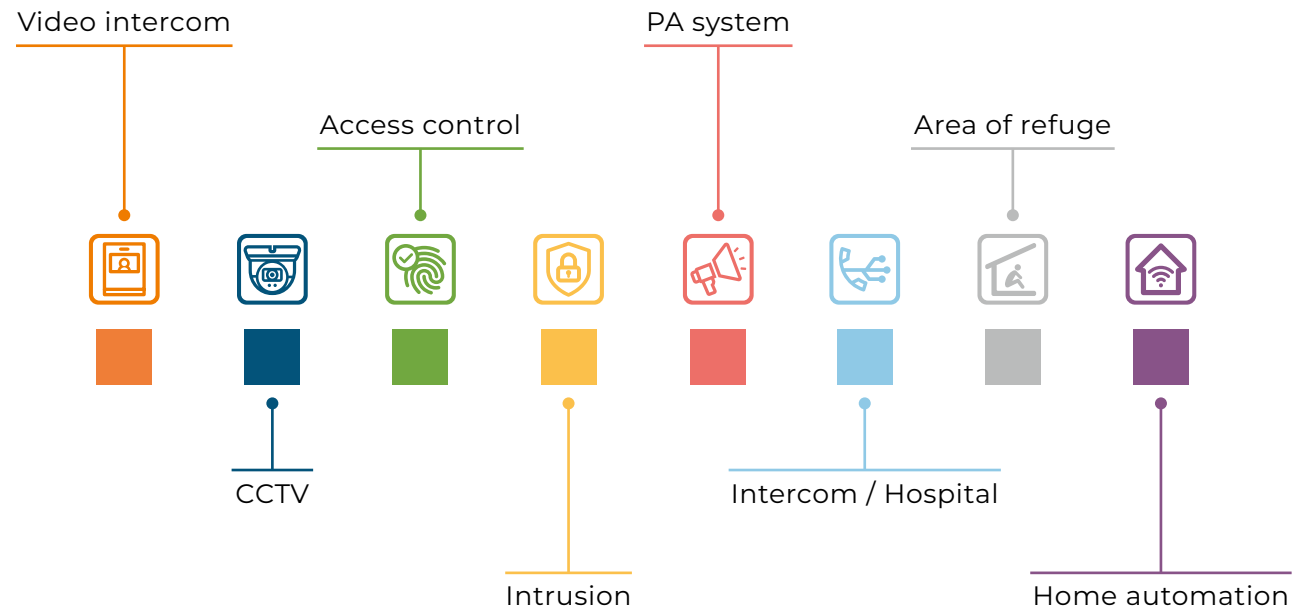 Video intercom
PA system
Access control
Area of refuge
CCTV
Intercom / Hospital
Intrusion
Home automation